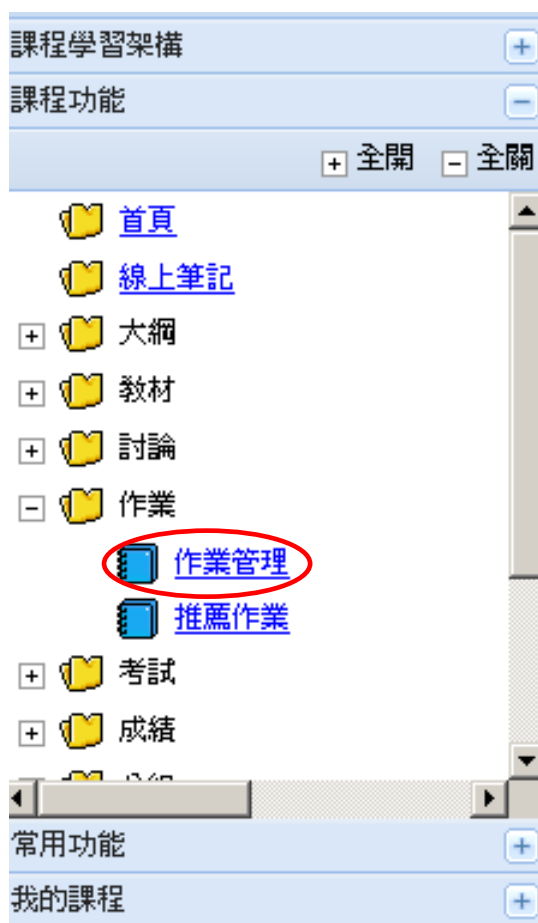 課程學習架構
課程功能
全開 全關
首頁
線上筆記
大綱
教材
討論
作業
作業管理
推薦作業
考試
成績
常用功能
我的課程